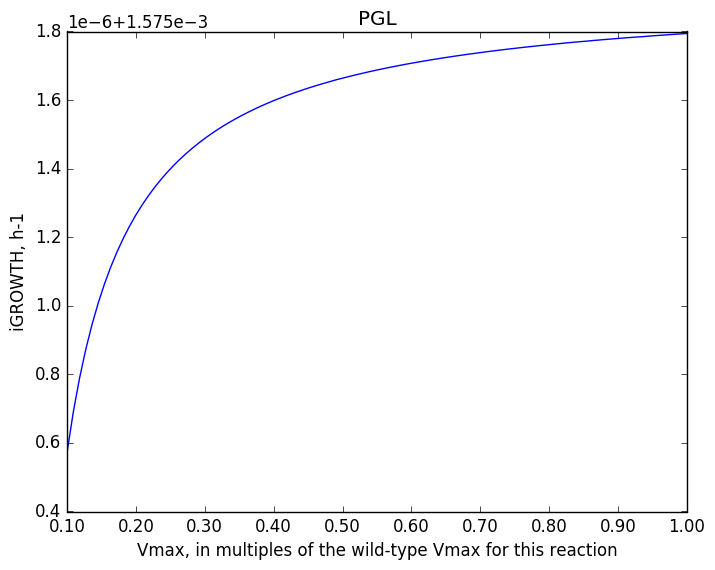 PGL
1e−6+1.575e−3
1.8
1.6
1.4
1.2
1.0
0.8
0.6
0.4
iGROWTH, h-1
0.10 0.20 0.30 0.40 0.50 0.60 0.70 0.80 0.90 1.00
Vmax, in multiples of the wild-type Vmax for this reaction